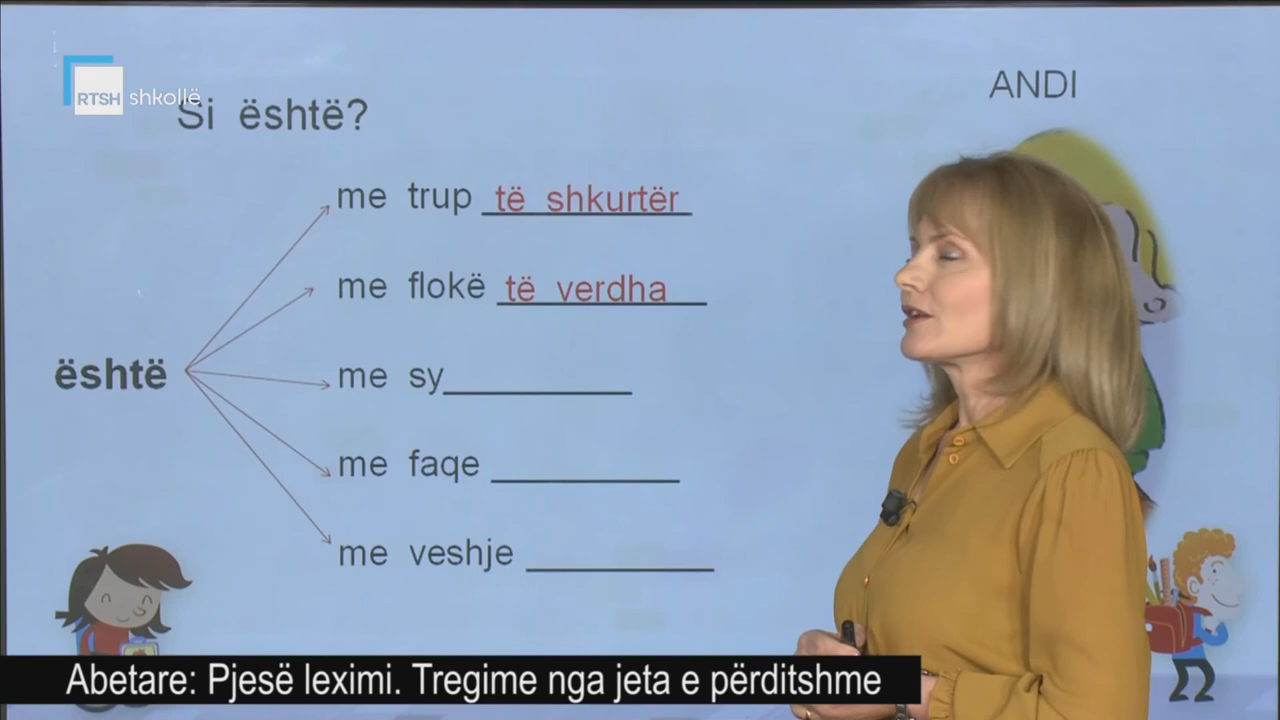 RTSH shkollë
ANDI
Si është?
me trup të shkurtër
me flokë të verdha
është
me sy
me faqe
me veshje
Abetare: Pjesë leximi. Tregime nga jeta e përditshme